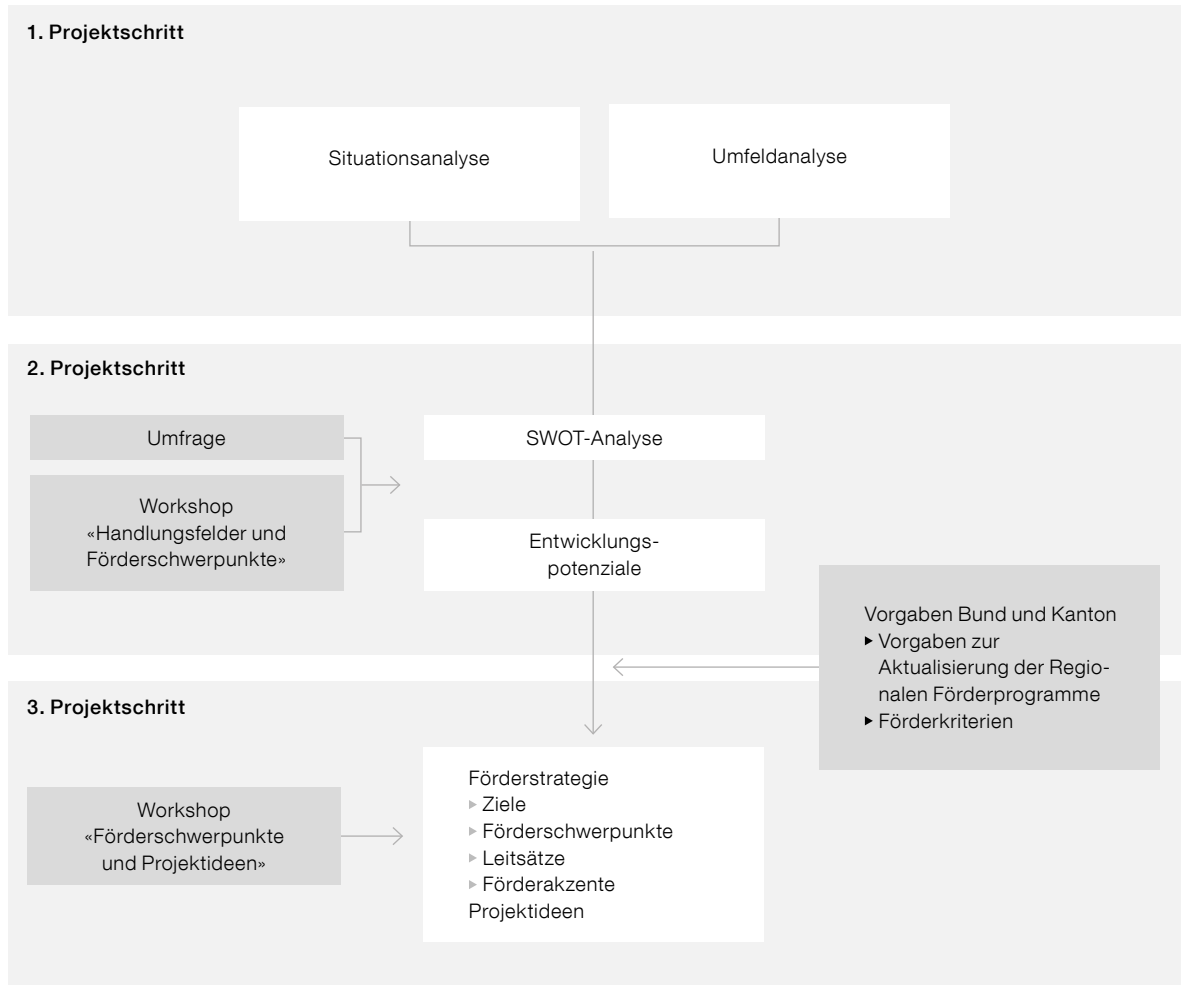 1. Projektschritt
Situationsanalyse
Umfeldanalyse
2. Projektschritt
Umfrage
SWOT-Analyse
Workshop
«Handlungsfelder und
Förderschwerpunkte»
Entwicklungs-
potenziale
Vorgaben Bund und Kanton
▸ Vorgaben zur
Aktualisierung der Regio-
nalen Förderprogramme
▸ Förderkriterien
3. Projektschritt
Workshop
«Förderschwerpunkte
und Projektideen»
Förderstrategie
▸ Ziele
▸ Förderschwerpunkte
▸ Leitsätze
▸ Förderakzente
Projektideen